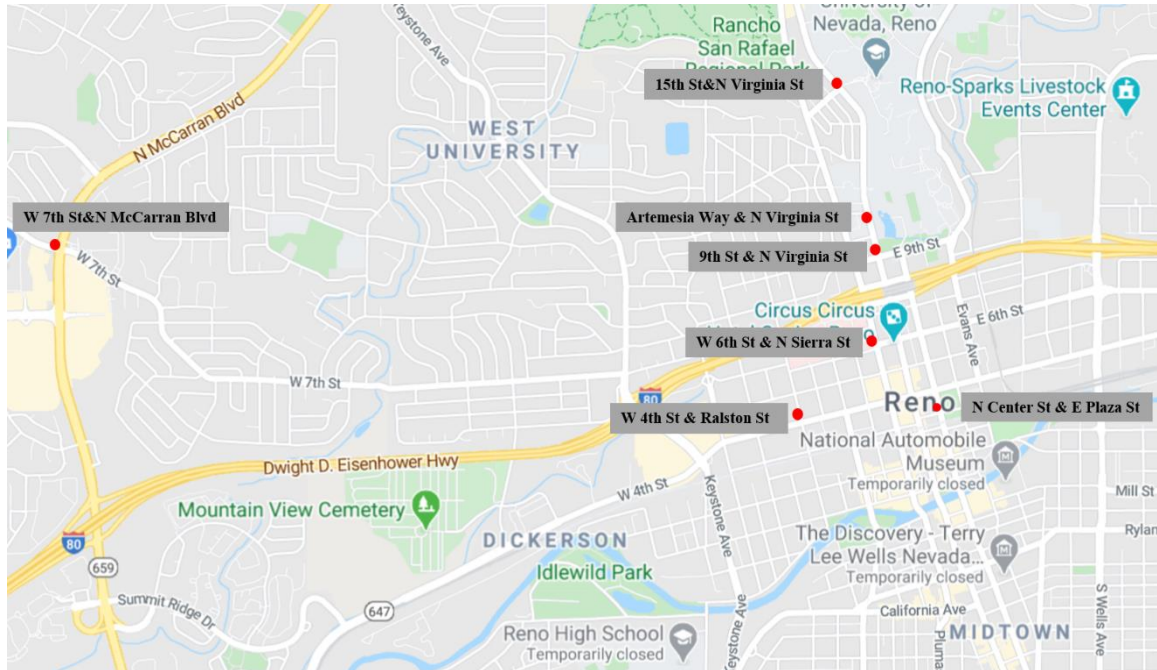 Rancho
San Rafael
Regional Park
University of
Nevada, Reno
Keystone Ave
15th St&N Virginia St
Reno-Sparks Livestock
Events Center
N McCarran Blvd
WEST
UNIVERSITY
W 7th St&N McCarran Blvd
Artemesia Way & N Virginia St
W 7th St
9th St & N Virginia St
E 9th St
Circus Circus
Reno
W 6th St & N Sierra St
Evans Ave
E 6th St
W 7th St
80
W 4th St & Ralston St
Reno
N Center St & E Plaza St
National Automobile
Museum
Temporarily closed
Dwight D. Eisenhower Hwy
W 4th St
Keystone Ave
Mill St
Mountain View Cemetery
80
DICKERSON
The Discovery - Terry
Lee Wells Nevada...
Temporarily closed
Rylan
659
Idlewild Park
Summit Ridge Dr
647
Keystone Ave
California Ave
S Wells Ave
Reno High School
Temporarily closed
Pluma
MIDTOWN